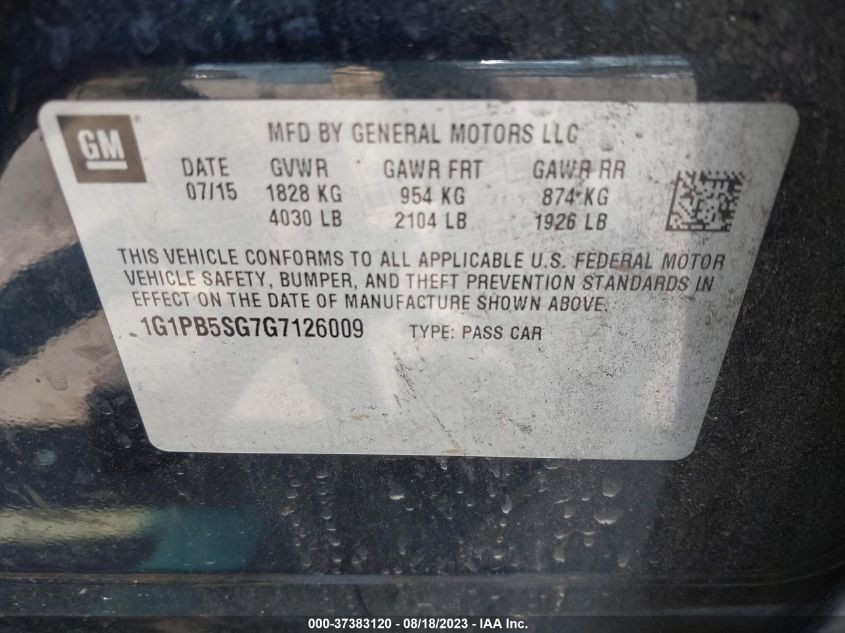 GM
MFD BY GENERAL MOTORS LLC
DATE GVWR GAWR FRT GAWR RR
07/15 1828 KG 954 KG 874 KG
4030 LB 2104 LB 1926 LB
THIS VEHICLE CONFORMS TO ALL APPLICABLE U.S. FEDERAL MOTOR
VEHICLE SAFETY, BUMPER, AND THEFT PREVENTION STANDARDS IN
EFFECT ON THE DATE OF MANUFACTURE SHOWN ABOVE.
1G1PB5SG7G7126009 TYPE: PASS CAR
000-37383120 - 08/18/2023 - © IAA Inc.